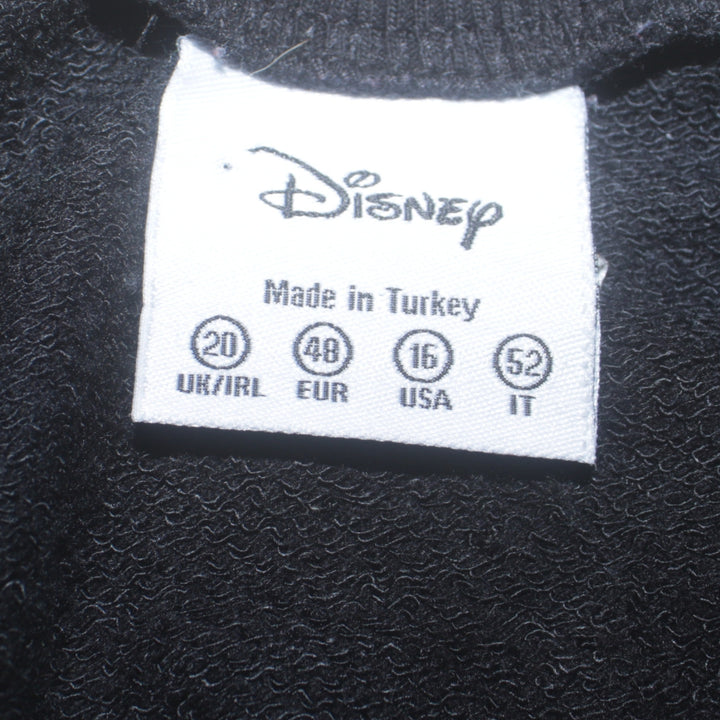 Disney
Made in Turkey
20 48 16 52
UK/IRL EUR USA IT